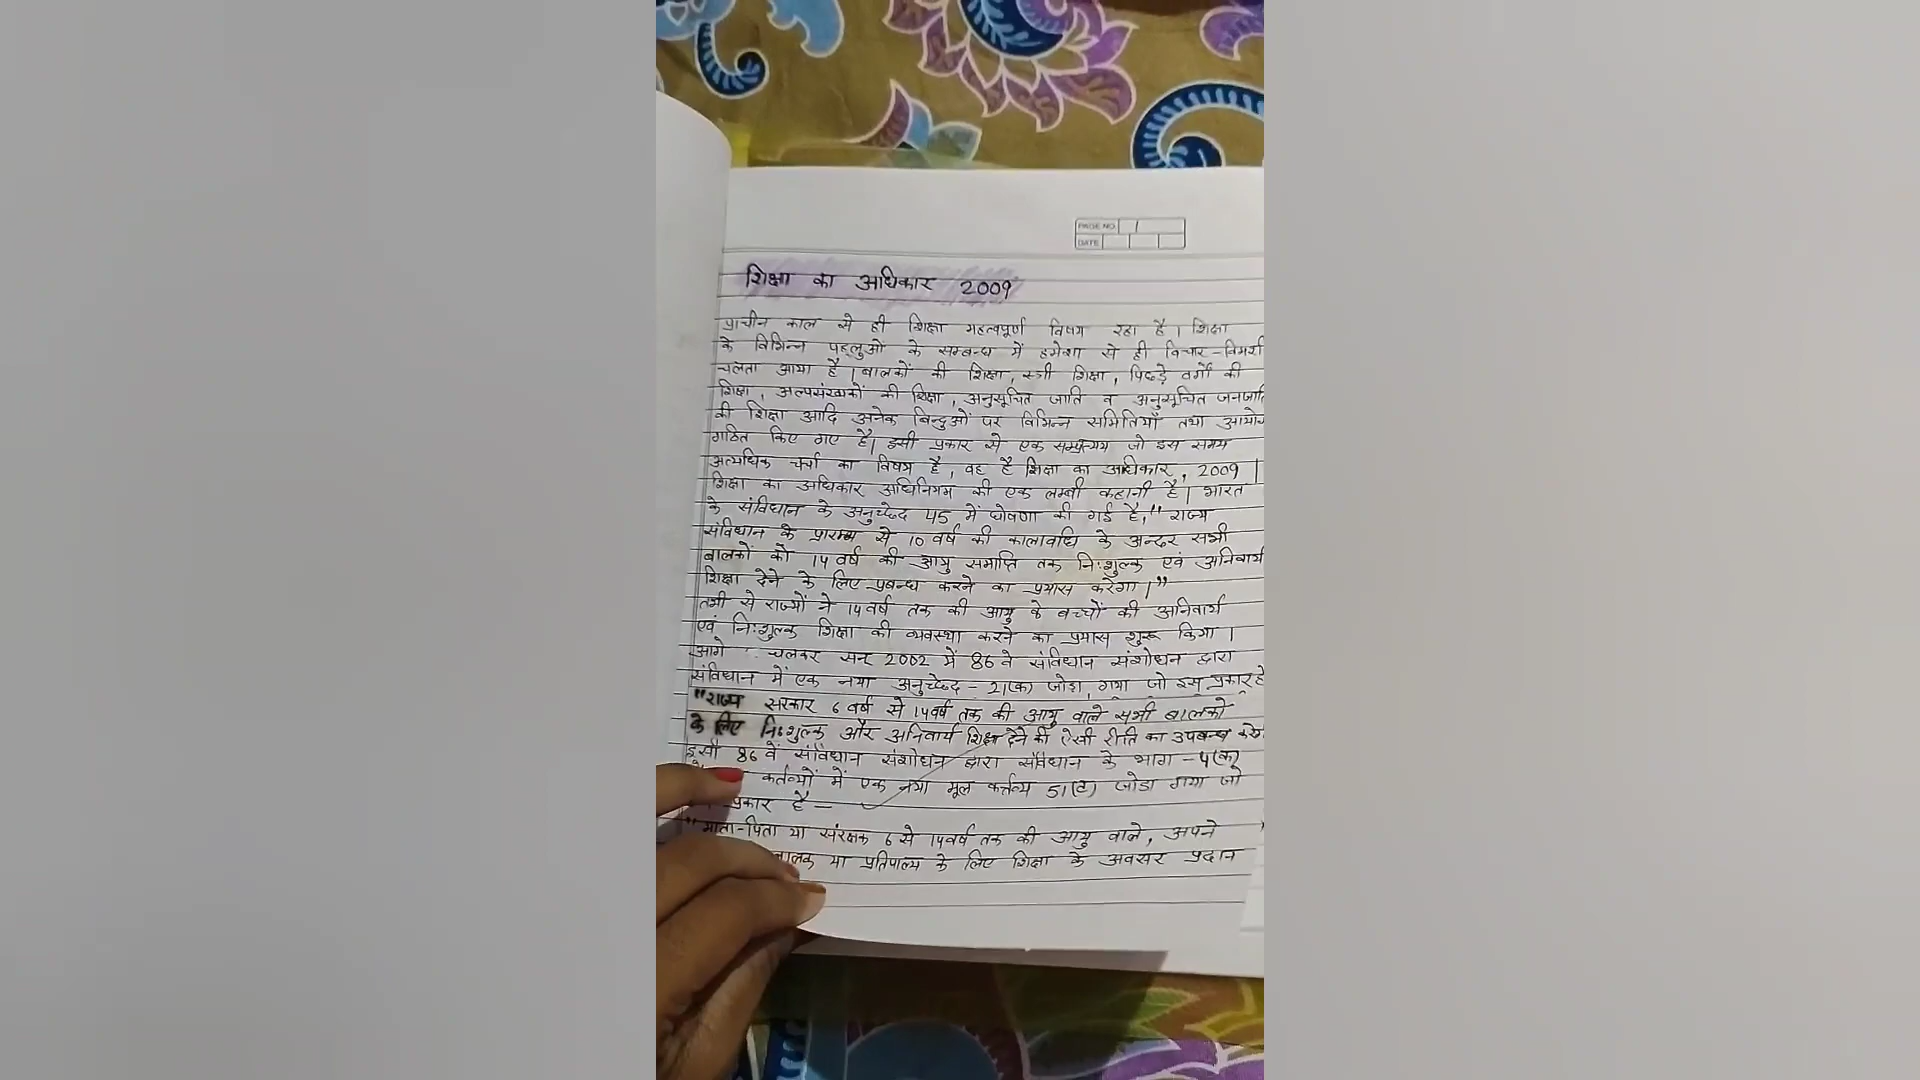 PAGE NO. 1
DATE
शिक्षा का अधिकार 2009
प्राचीन काल से ही शिक्षा महत्वपूर्ण विषय रहा है। शिक्षा
के विभिन्न पहलुओं के सम्बन्ध में हमेशा से ही विचार-विमर्श
चलता आया है। बालकों की शिक्षा, स्त्री शिक्षा, पिछड़े वर्गों की
शिक्षा, अल्पसंख्यकों की शिक्षा, अनुसूचित जाति व अनुसूचित जनजाति
की शिक्षा आदि अनेक बिन्दुओं पर विभिन्न समितियाँ तथा आयोग
गठित किए गए है। इसी प्रकार से एक सम्प्रत्यय जो इस समय
अत्यधिक चर्चा का विषय है, वह है शिक्षा का अधिकार, 2009।
शिक्षा का अधिकार अधिनियम की एक लम्बी कहानी है। भारत
के संविधान के अनुच्छेद 45 में घोषणा की गई है," राज्य
संविधान के प्रारम्भ से 10 वर्ष की कालावधि के अन्दर सभी
बालकों को 14 वर्ष की आयु समाप्ति तक नि:शुल्क एवं अनिवार्य
शिक्षा देने के लिए प्रबन्ध करने का प्रयास करेगा।"
तभी से राज्यों ने 14 वर्ष तक की आयु के बच्चों की अनिवार्य
एवं नि:शुल्क शिक्षा की व्यवस्था करने का प्रयास शुरू किया।
आगे चलकर सन् 2002 में 86 वे संविधान संशोधन द्वारा
संविधान में एक नया अनुच्छेद - 21(क) जोड़ा गया जो इस प्रकार है
"राज्य सरकार 6 वर्ष से 14 वर्ष तक की आयु वाले सभी बालकों
के लिए नि:शुल्क और अनिवार्य शिक्षा देने की ऐसी रीति का उपबन्ध करेगा
इसी 86 वें संविधान संशोधन द्वारा संविधान के भाग - 4(क)
कर्तव्यों में एक नया मूल कर्त्तव्य 51(ट) जोडा गया जो
प्रकार है -
"माता-पिता या संरक्षक 6 से 14 वर्ष तक की आयु वाले, अपने
बालक या प्रतिपाल्य के लिए शिक्षा के अवसर प्रदान